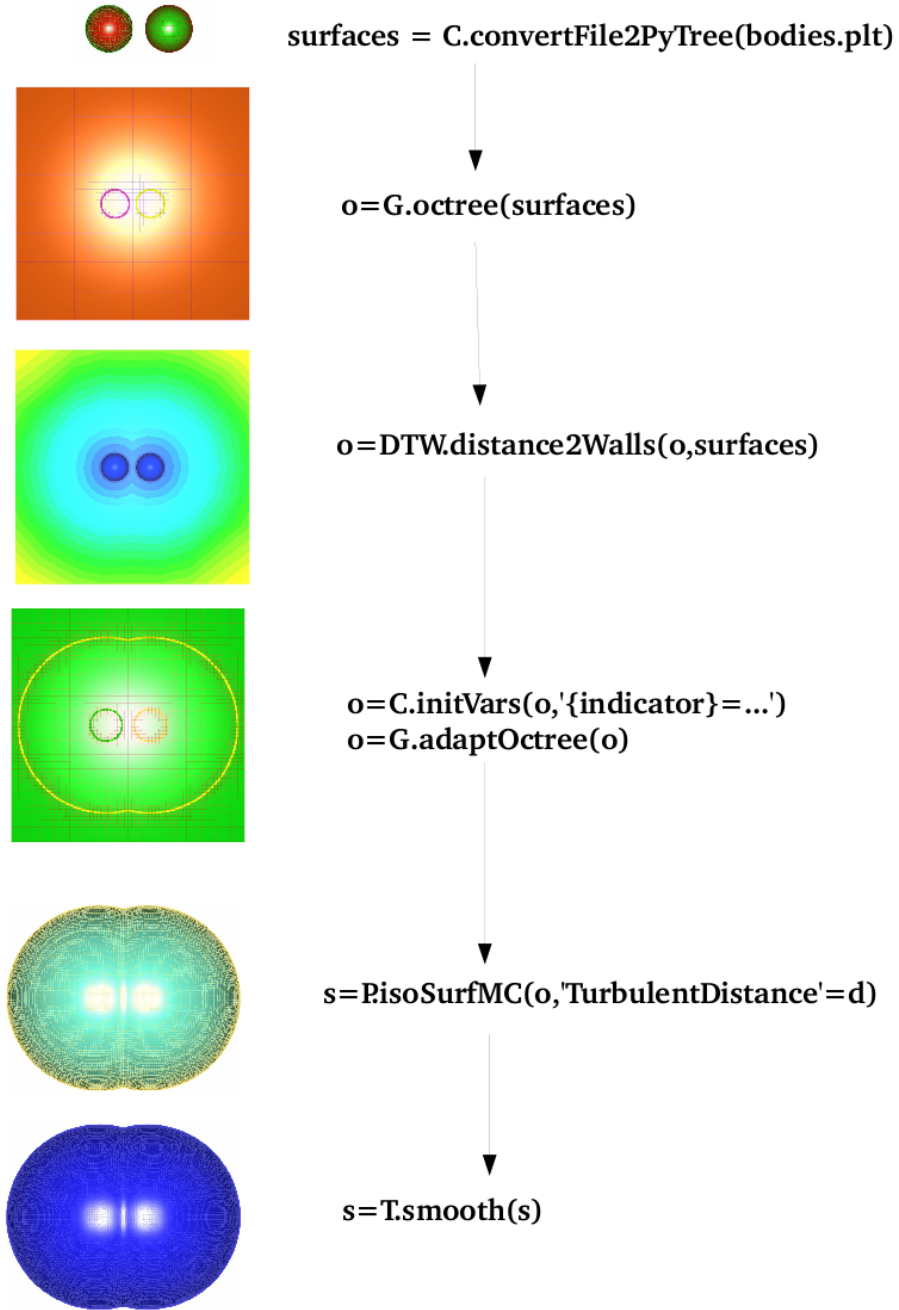 surfaces = C.convertFile2PyTree(bodies.plt)
o=G.octree(surfaces)
o=DTW.distance2Walls(o,surfaces)
o=C.initVars(o,'{indicator}=...')
o=G.adaptOctree(o)
s=P.isoSurfMC(o,'TurbulentDistance'=d)
s=T.smooth(s)